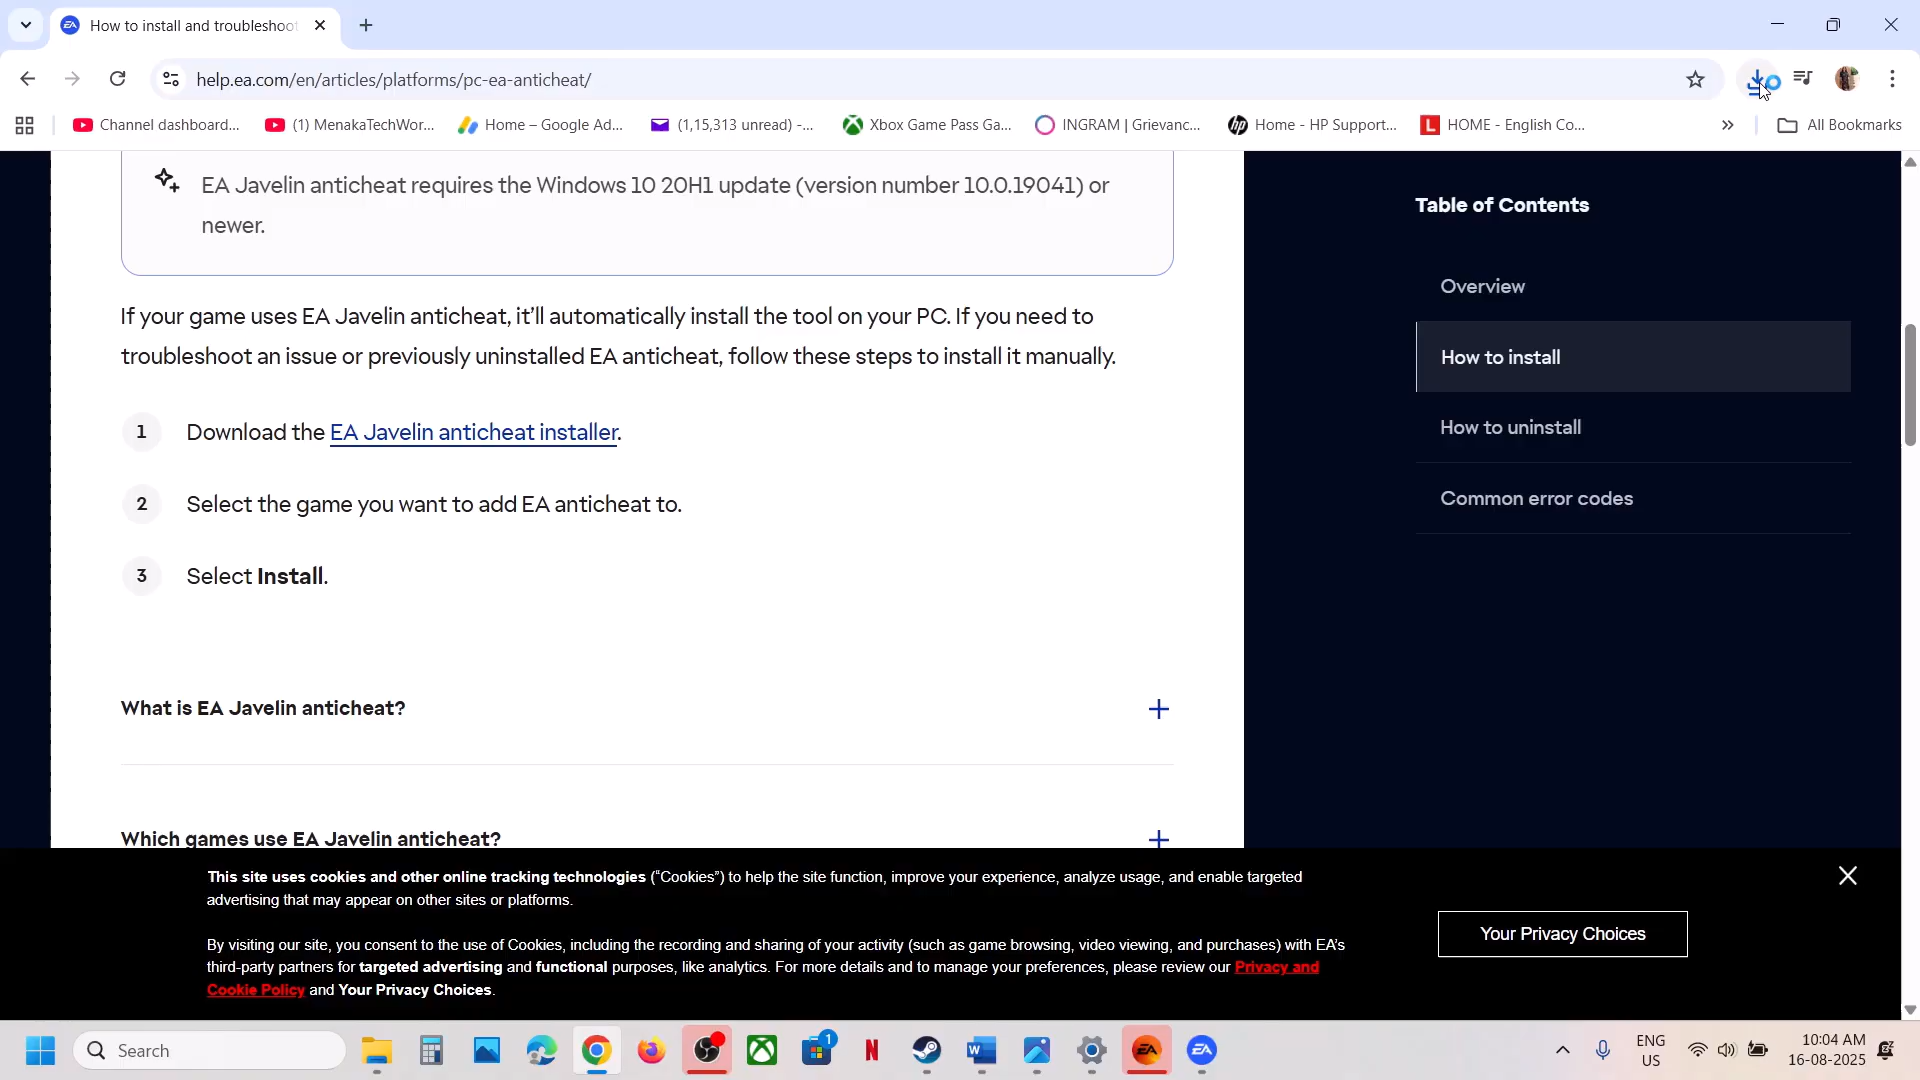 How to install and troubleshoot
help.ea.com/en/articles/platforms/pc-ea-anticheat/
Channel dashboard...
(1) MenakaTechWor...
Home – Google Ad...
(1,15,313 unread) -...
Xbox Game Pass Ga...
INGRAM | Grievanc...
Home - HP Support...
HOME - English Co...
All Bookmarks
EA Javelin anticheat requires the Windows 10 20H1 update (version number 10.0.19041) or
newer.
If your game uses EA Javelin anticheat, it'll automatically install the tool on your PC. If you need to
troubleshoot an issue or previously uninstalled EA anticheat, follow these steps to install it manually.
1 Download the EA Javelin anticheat installer.
2 Select the game you want to add EA anticheat to.
3 Select Install.
What is EA Javelin anticheat?
Which games use EA Javelin anticheat?
Table of Contents
Overview
How to install
How to uninstall
Common error codes
This site uses cookies and other online tracking technologies ("Cookies") to help the site function, improve your experience, analyze usage, and enable targeted
advertising that may appear on other sites or platforms.
By visiting our site, you consent to the use of Cookies, including the recording and sharing of your activity (such as game browsing, video viewing, and purchases) with EA's
third-party partners for targeted advertising and functional purposes, like analytics. For more details and to manage your preferences, please review our Privacy and
Cookie Policy and Your Privacy Choices.
Your Privacy Choices
Search
1
ENG
US
10:04 AM
16-08-2025